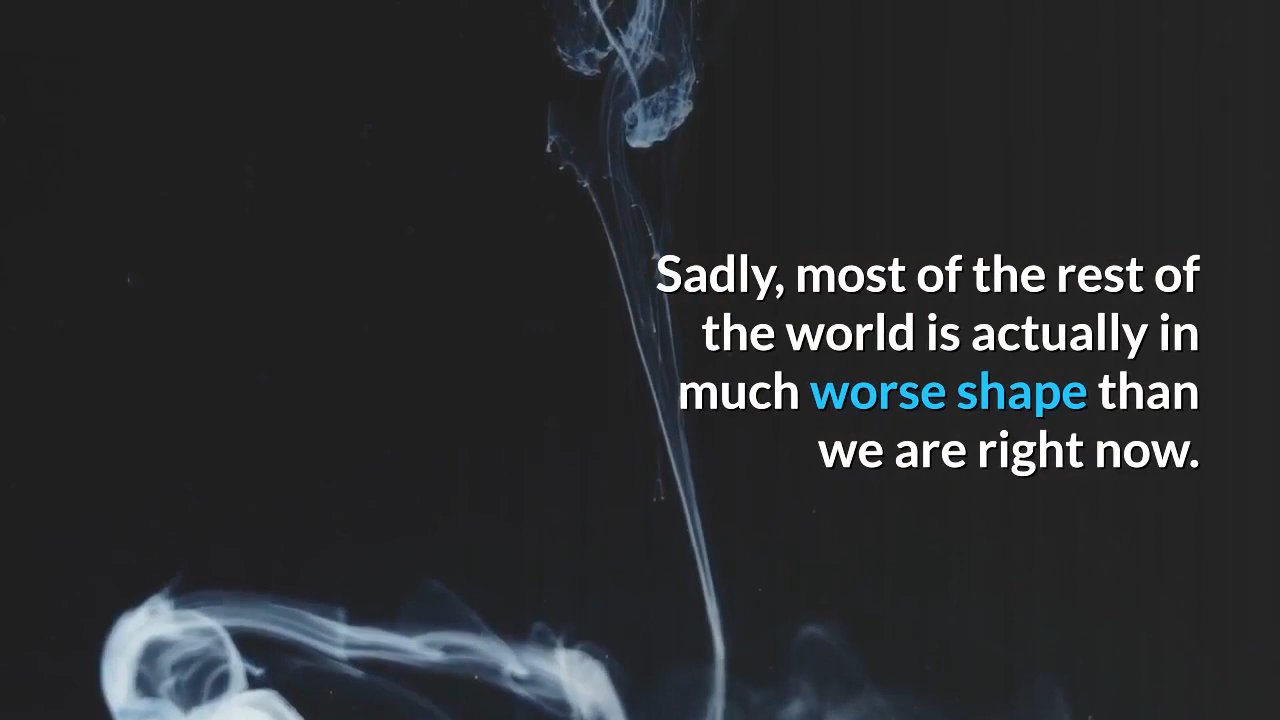 Sadly, most of the rest of
the world is actually in
much worse shape than
we are right now.